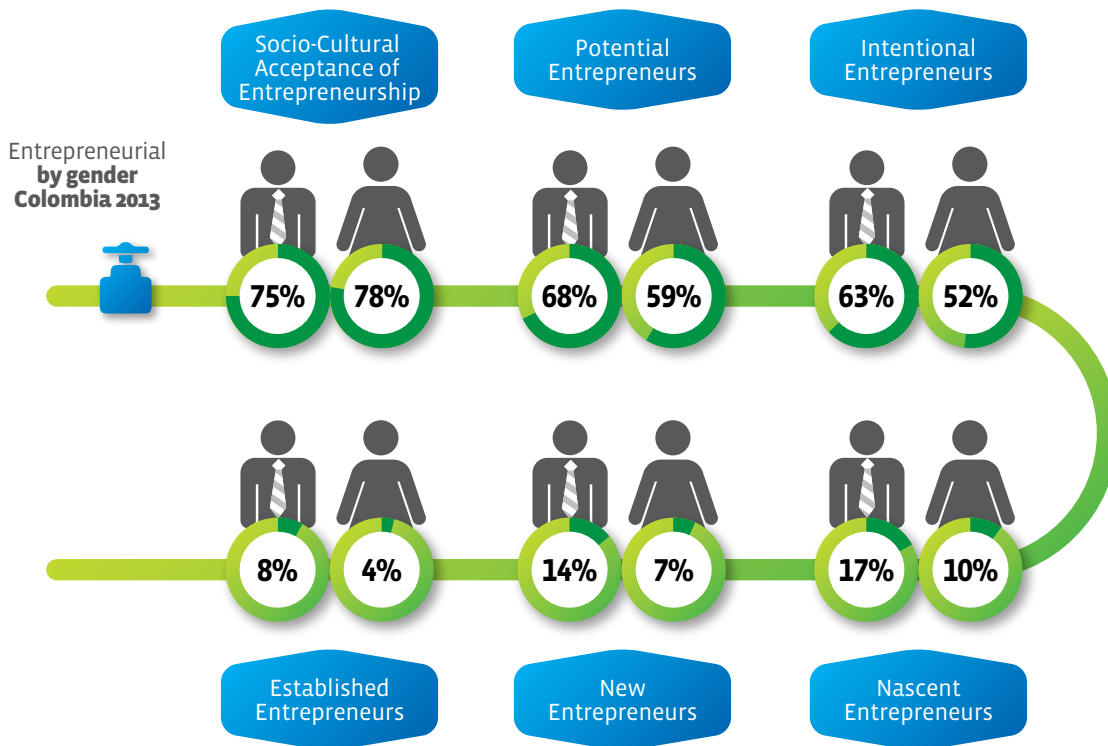 Socio-Cultural
Acceptance of
Entrepreneurship
Potential
Entrepreneurs
Intentional
Entrepreneurs
Entrepreneurial
by gender
Colombia 2013
75%
78%
68%
59%
63%
52%
8%
4%
14%
7%
17%
10%
Established
Entrepreneurs
New
Entrepreneurs
Nascent
Entrepreneurs